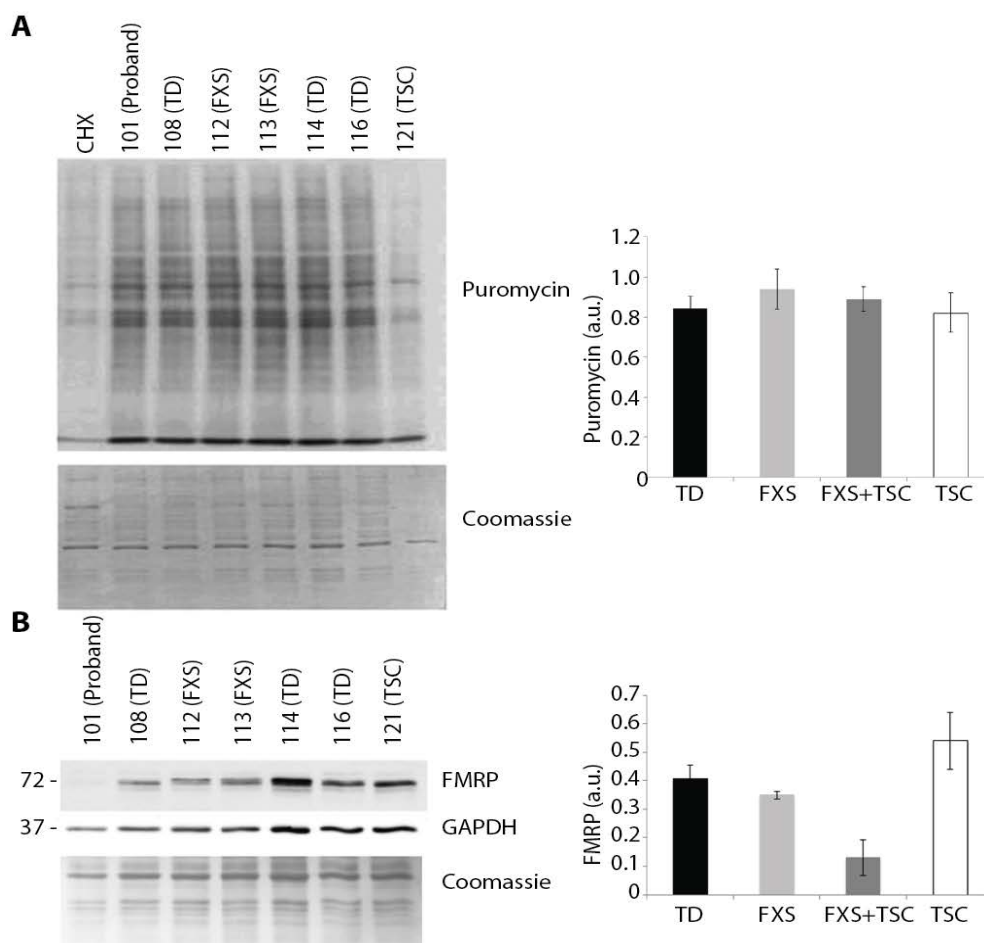 A
CHX
101 (Proband)
108 (TD)
112 (FXS)
113 (FXS)
114 (TD)
116 (TD)
121 (TSC)
Puromycin
Coomassie
Puromycin (a.u.)
1.2
1.0
0.8
0.6
0.4
0.2
0
TD FXS FXS+TSC TSC
B
101 (Proband)
108 (TD)
112 (FXS)
113 (FXS)
114 (TD)
116 (TD)
121 (TSC)
72 -
FMRP
37 -
GAPDH
Coomassie
FMRP (a.u.)
0.7
0.6
0.5
0.4
0.3
0.2
0.1
0
TD FXS FXS+TSC TSC